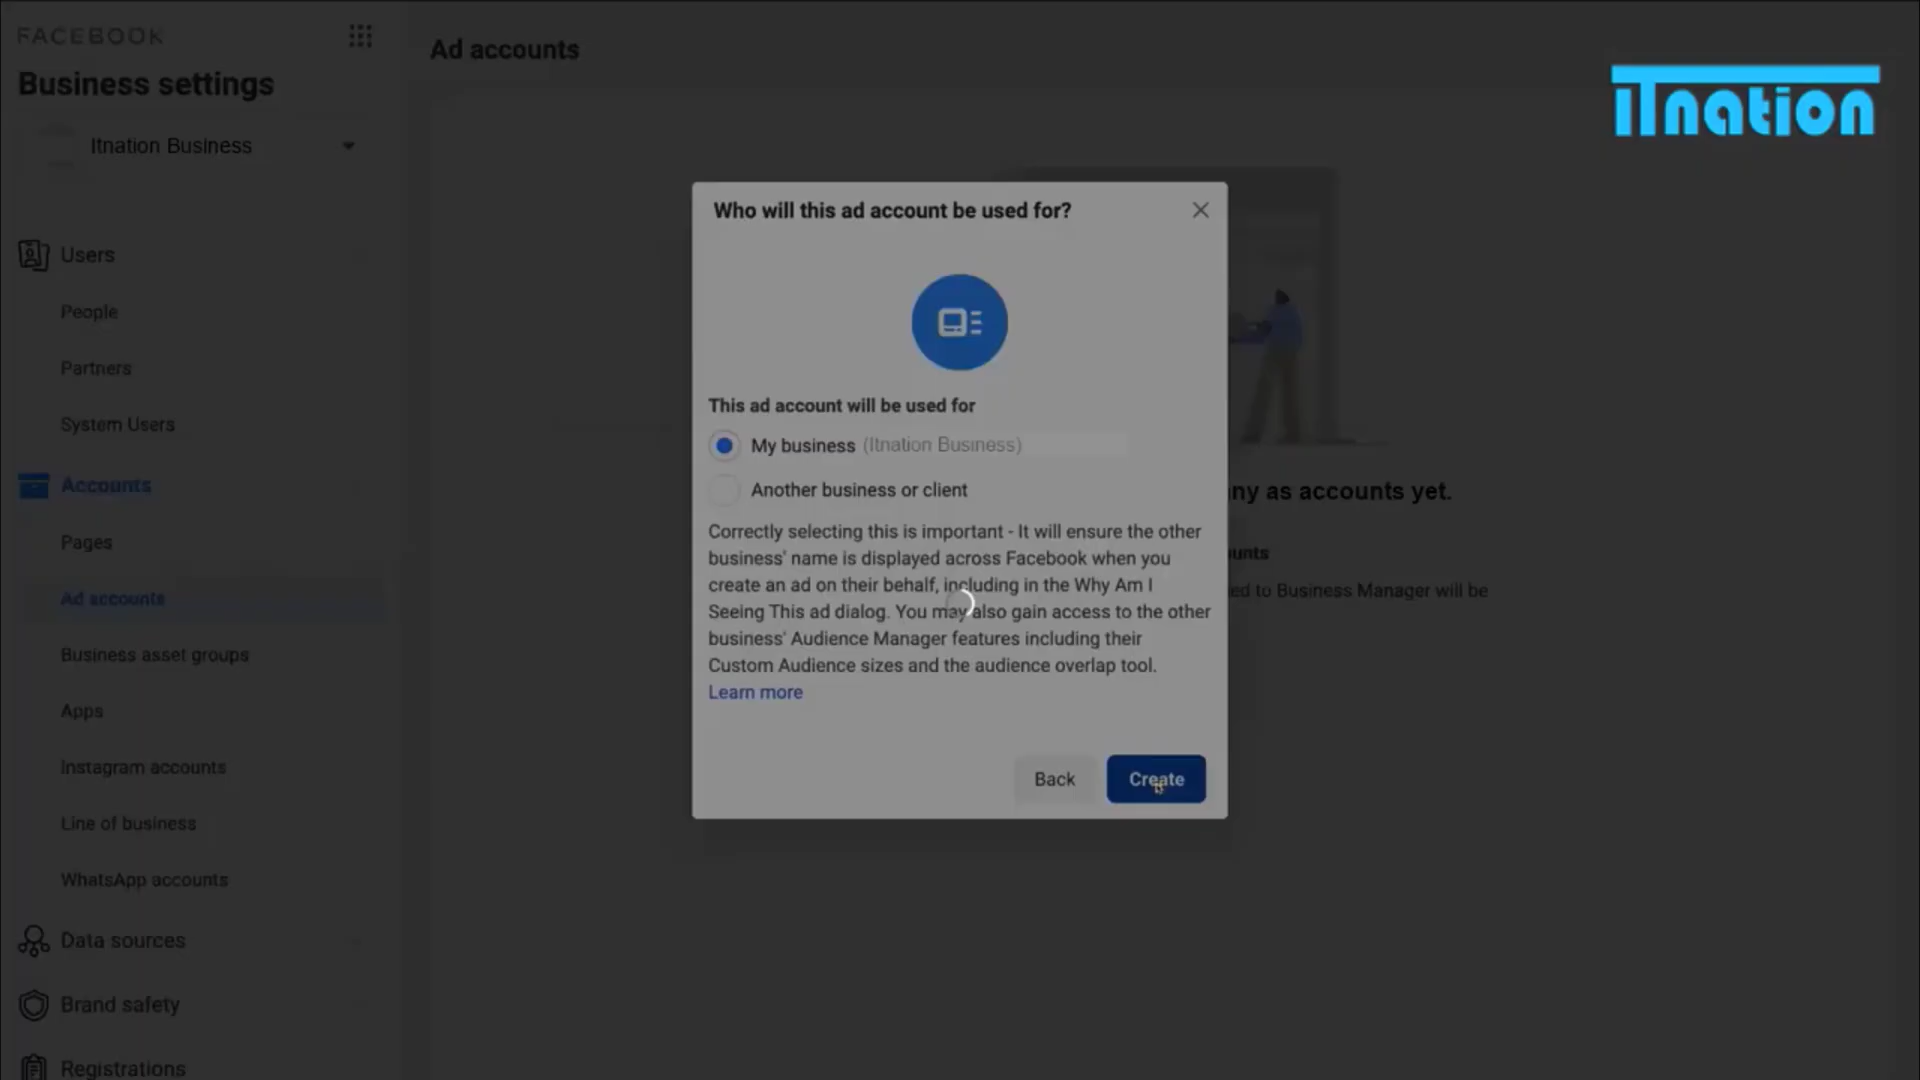 FACEBOOK
Business settings
Itnation Business
Users
People
Partners
System Users
Accounts
Pages
Ad accounts
Business asset groups
Apps
Instagram accounts
Line of business
WhatsApp accounts
Data sources
Brand safety
Registrations
Ad accounts
ITnation
Who will this ad account be used for?
This ad account will be used for
My business (Itnation Business)
Another business or client
Correctly selecting this is important - It will ensure the other
business' name is displayed across Facebook when you
create an ad on their behalf, including in the Why Am I
Seeing This ad dialog. You may also gain access to the other
business' Audience Manager features including their
Custom Audience sizes and the audience overlap tool.
Learn more
Back
Create
ny as accounts yet.
unts
ed to Business Manager will be